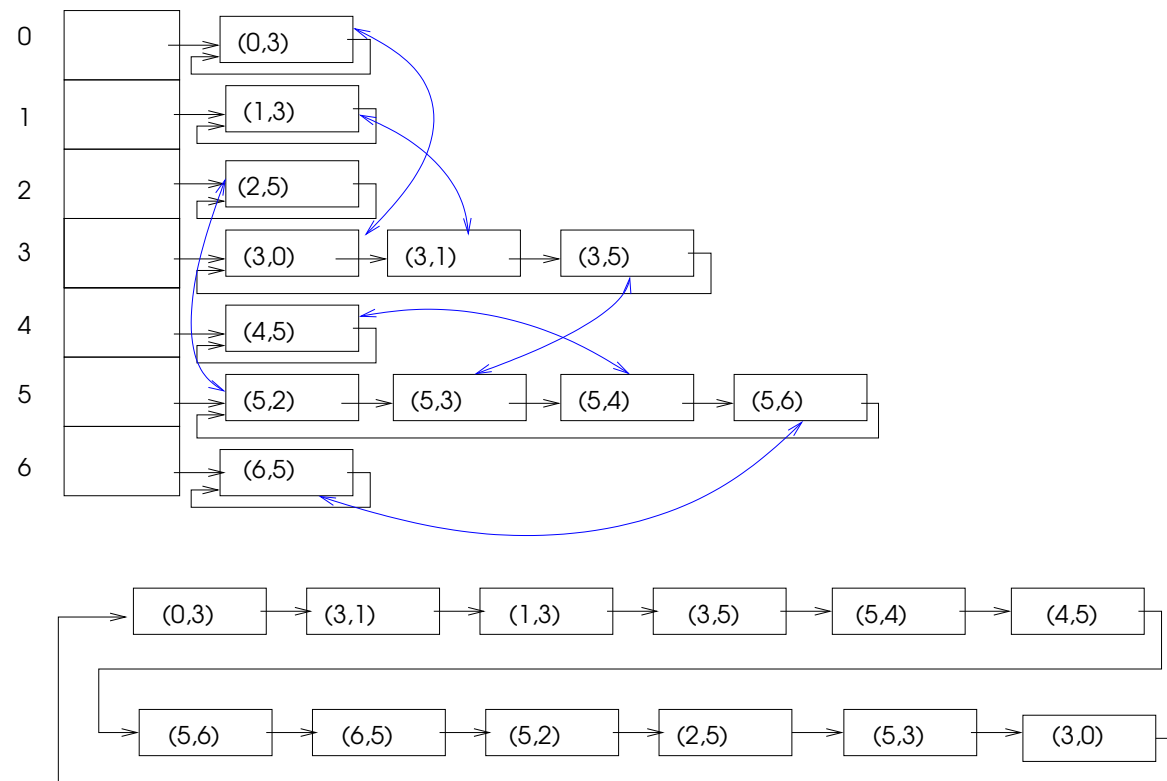 0 (0,3)
1 (1,3)
2 (2,5)
3 (3,0) (3,1) (3,5)
4 (4,5)
5 (5,2) (5,3) (5,4) (5,6)
6 (6,5)
(0,3) (3,1) (1,3) (3,5) (5,4) (4,5)
(5,6) (6,5) (5,2) (2,5) (5,3) (3,0)